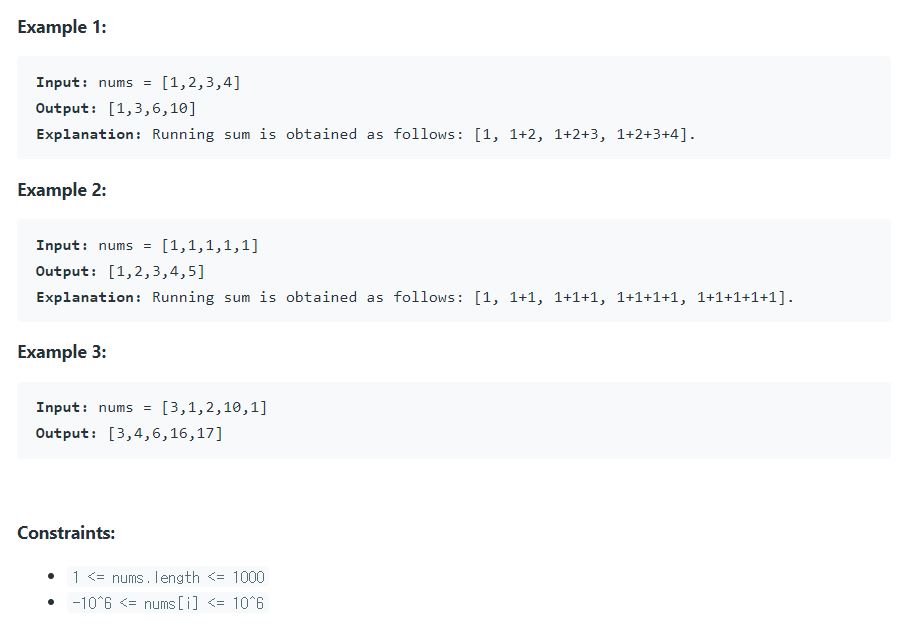 Example 1:
Input: nums = [1,2,3,4]
Output: [1,3,6,10]
Explanation: Running sum is obtained as follows: [1, 1+2, 1+2+3, 1+2+3+4].
Example 2:
Input: nums = [1,1,1,1,1]
Output: [1,2,3,4,5]
Explanation: Running sum is obtained as follows: [1, 1+1, 1+1+1, 1+1+1+1, 1+1+1+1+1].
Example 3:
Input: nums = [3,1,2,10,1]
Output: [3,4,6,16,17]
Constraints:
• 1 <= nums.length <= 1000
• -10^6 <= nums[i] <= 10^6